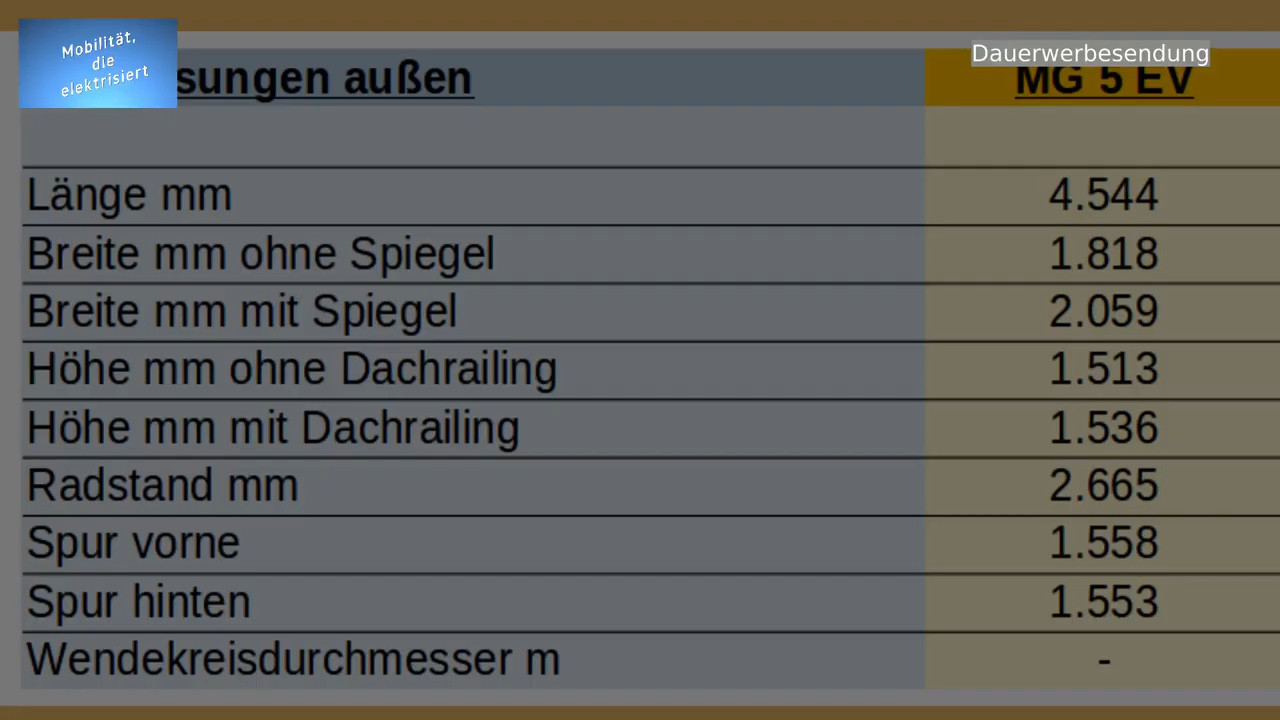 Mobilität,
die
elektrisiert
Dauerwerbesendung
sungen außen MG 5 EV
Länge mm 4.544
Breite mm ohne Spiegel 1.818
Breite mm mit Spiegel 2.059
Höhe mm ohne Dachrailing 1.513
Höhe mm mit Dachrailing 1.536
Radstand mm 2.665
Spur vorne 1.558
Spur hinten 1.553
Wendekreisdurchmesser m -